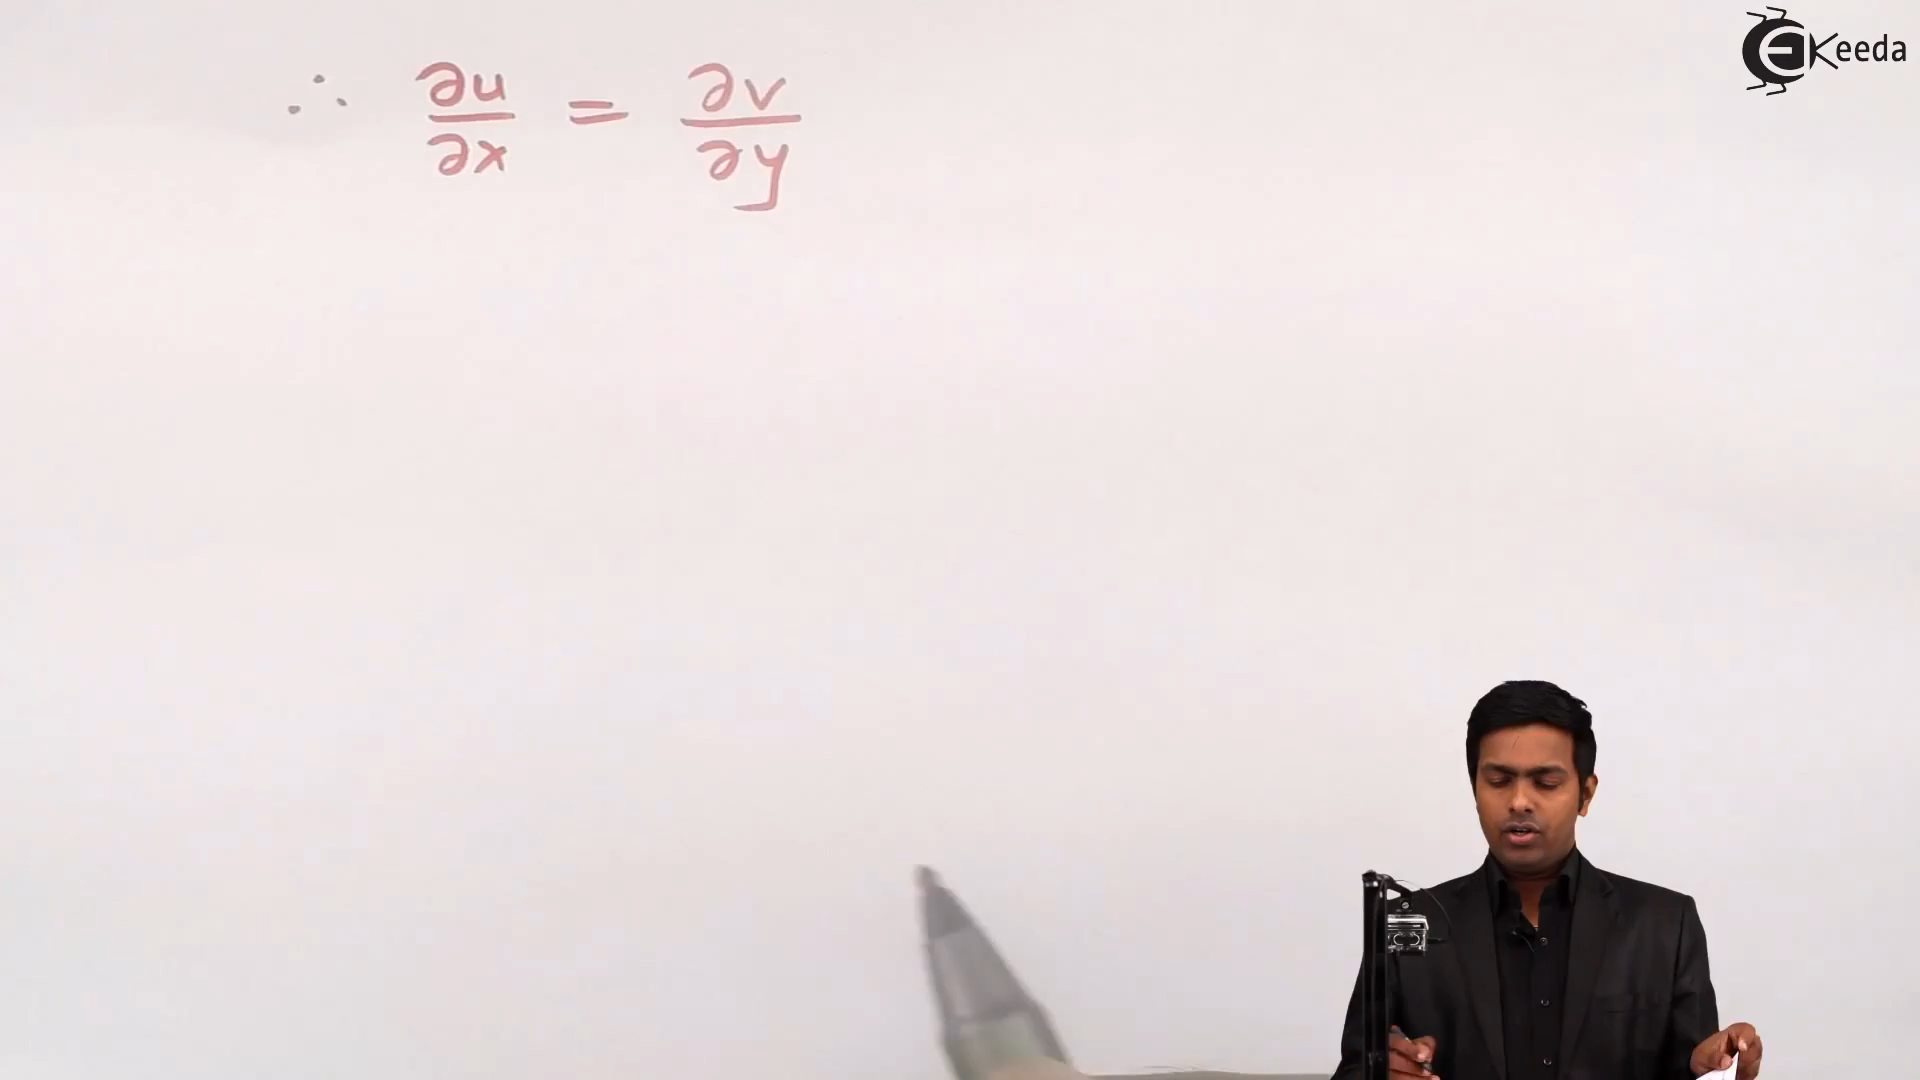 ∴ ∂u/∂x = ∂v/∂y
EKeeda